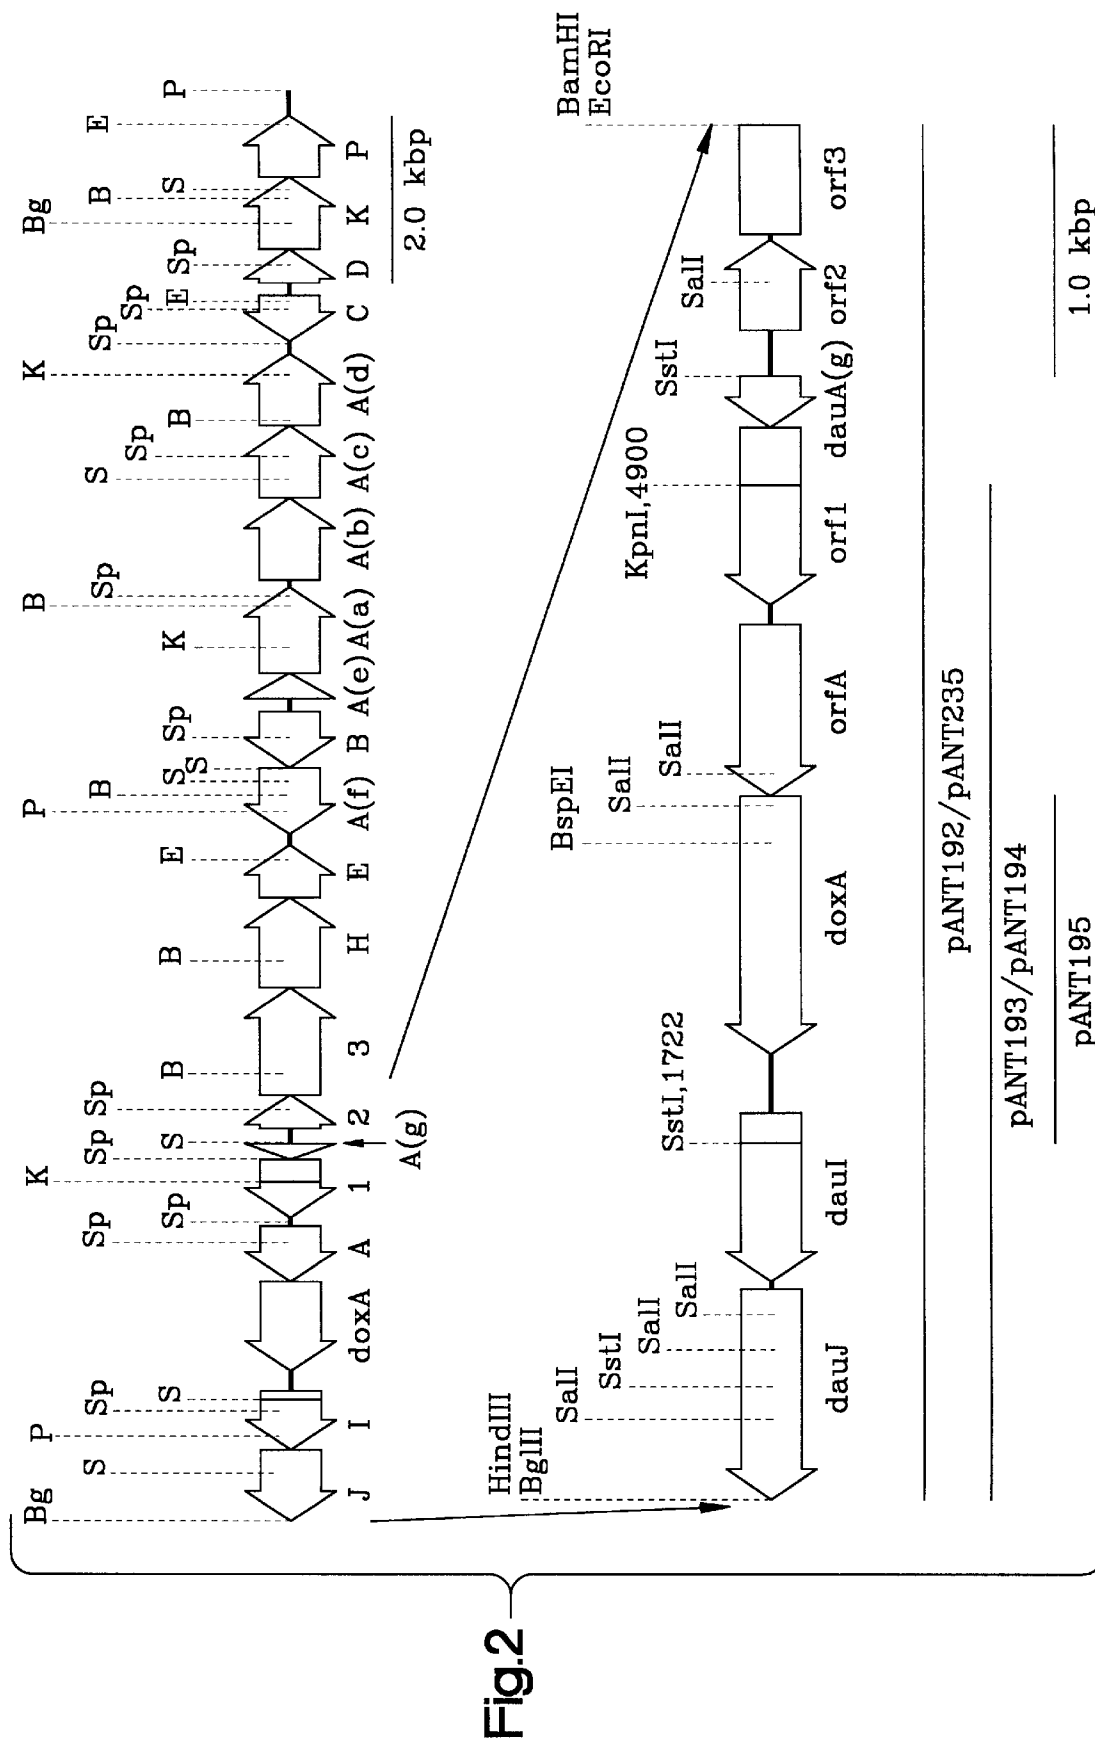 Fig.2
Bg S P Sp S Sp Sp K Sp S Sp B B E P B S S Sp K B Sp S Sp B K Sp Sp E Sp Bg B S E P
J I doxA A 1 A(g) 2 3 H E A(f) B A(e) A(a) A(b) A(c) A(d) C D K P
2.0 kbp
HindIII
BglII
SalI
SstI
SalI
SalI
SstI,1722
BspEI
SalI
SalI
KpnI,4900
SstI
SalI
BamHI
EcoRI
dauJ dauI doxA orfA orf1 dauA(g) orf2 orf3
pANT192/pANT235
pANT193/pANT194
pANT195
1.0 kbp